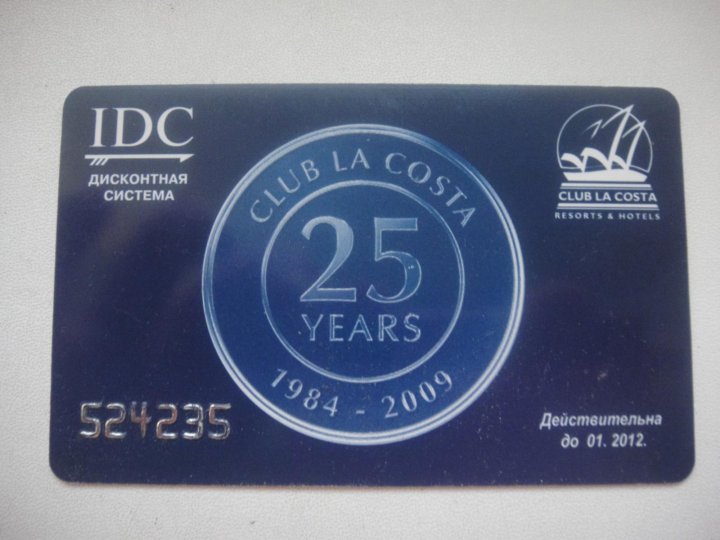 IDC
ДИСКОНТНАЯ
СИСТЕМА
CLUB LA COSTA
RESORTS & HOTELS
CLUB LA COSTA
25
YEARS
1984 - 2009
524235
Действительна
до 01. 2012.